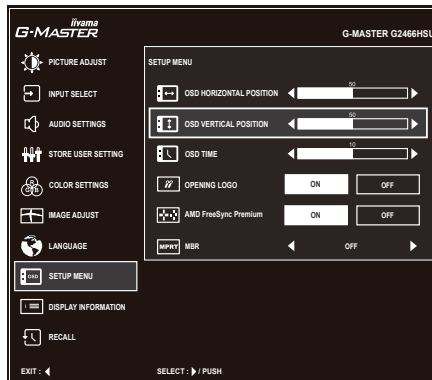 iiyama
G-MASTER
G-MASTER G2466HSU
PICTURE ADJUST
INPUT SELECT
AUDIO SETTINGS
STORE USER SETTING
R G B COLOR SETTINGS
IMAGE ADJUST
LANGUAGE
OSD SETUP MENU
i DISPLAY INFORMATION
RECALL
SETUP MENU
OSD HORIZONTAL POSITION 50
OSD VERTICAL POSITION 50
OSD TIME 10
OPENING LOGO ON OFF
AMD FreeSync Premium ON OFF
MPRT MBR OFF
EXIT :
SELECT : / PUSH